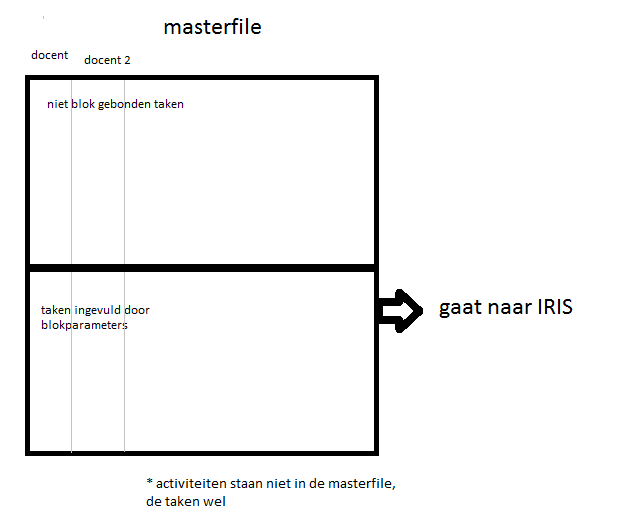 masterfile
docent
docent 2
niet blok gebonden taken
taken ingevuld door
blokparameters
gaat naar IRIS
* activiteiten staan niet in de masterfile,
de taken wel